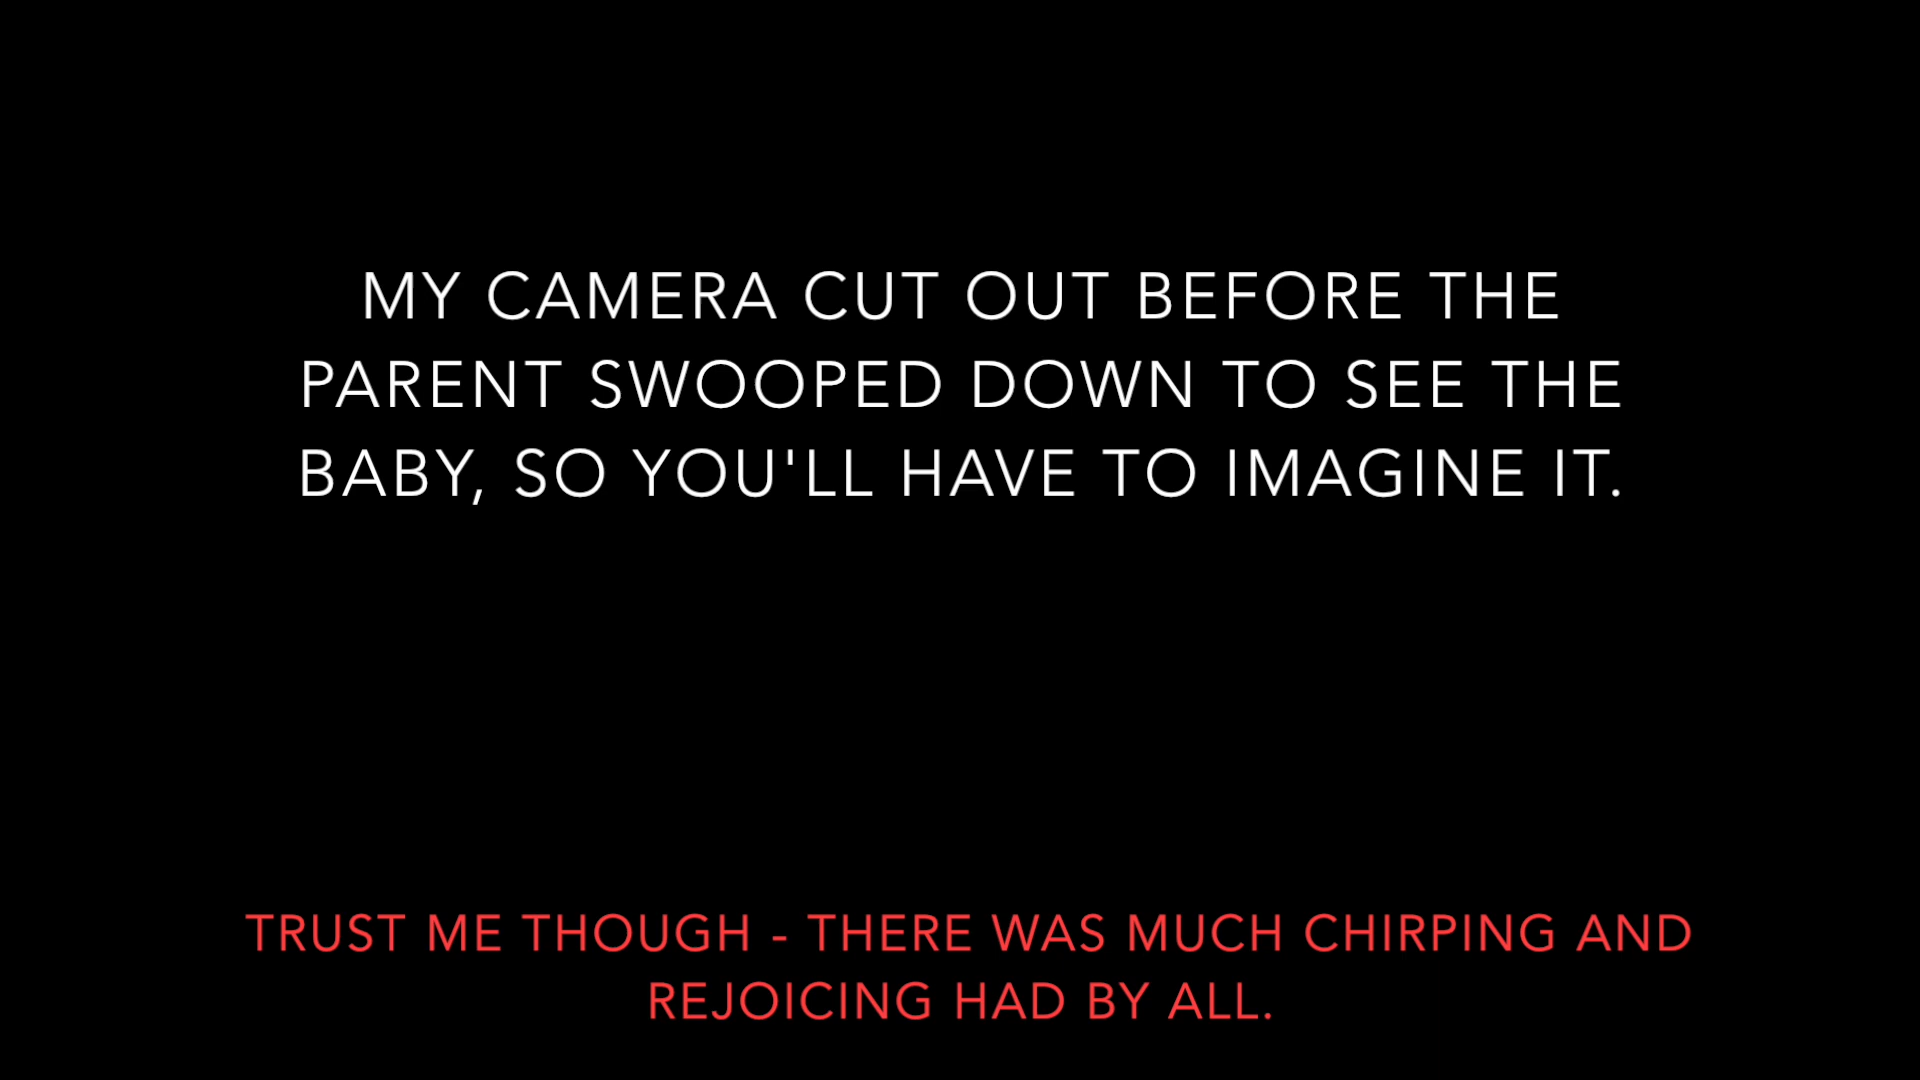 MY CAMERA CUT OUT BEFORE THE
PARENT SWOOPED DOWN TO SEE THE
BABY, SO YOU'LL HAVE TO IMAGINE IT.
TRUST ME THOUGH - THERE WAS MUCH CHIRPING AND
REJOICING HAD BY ALL.